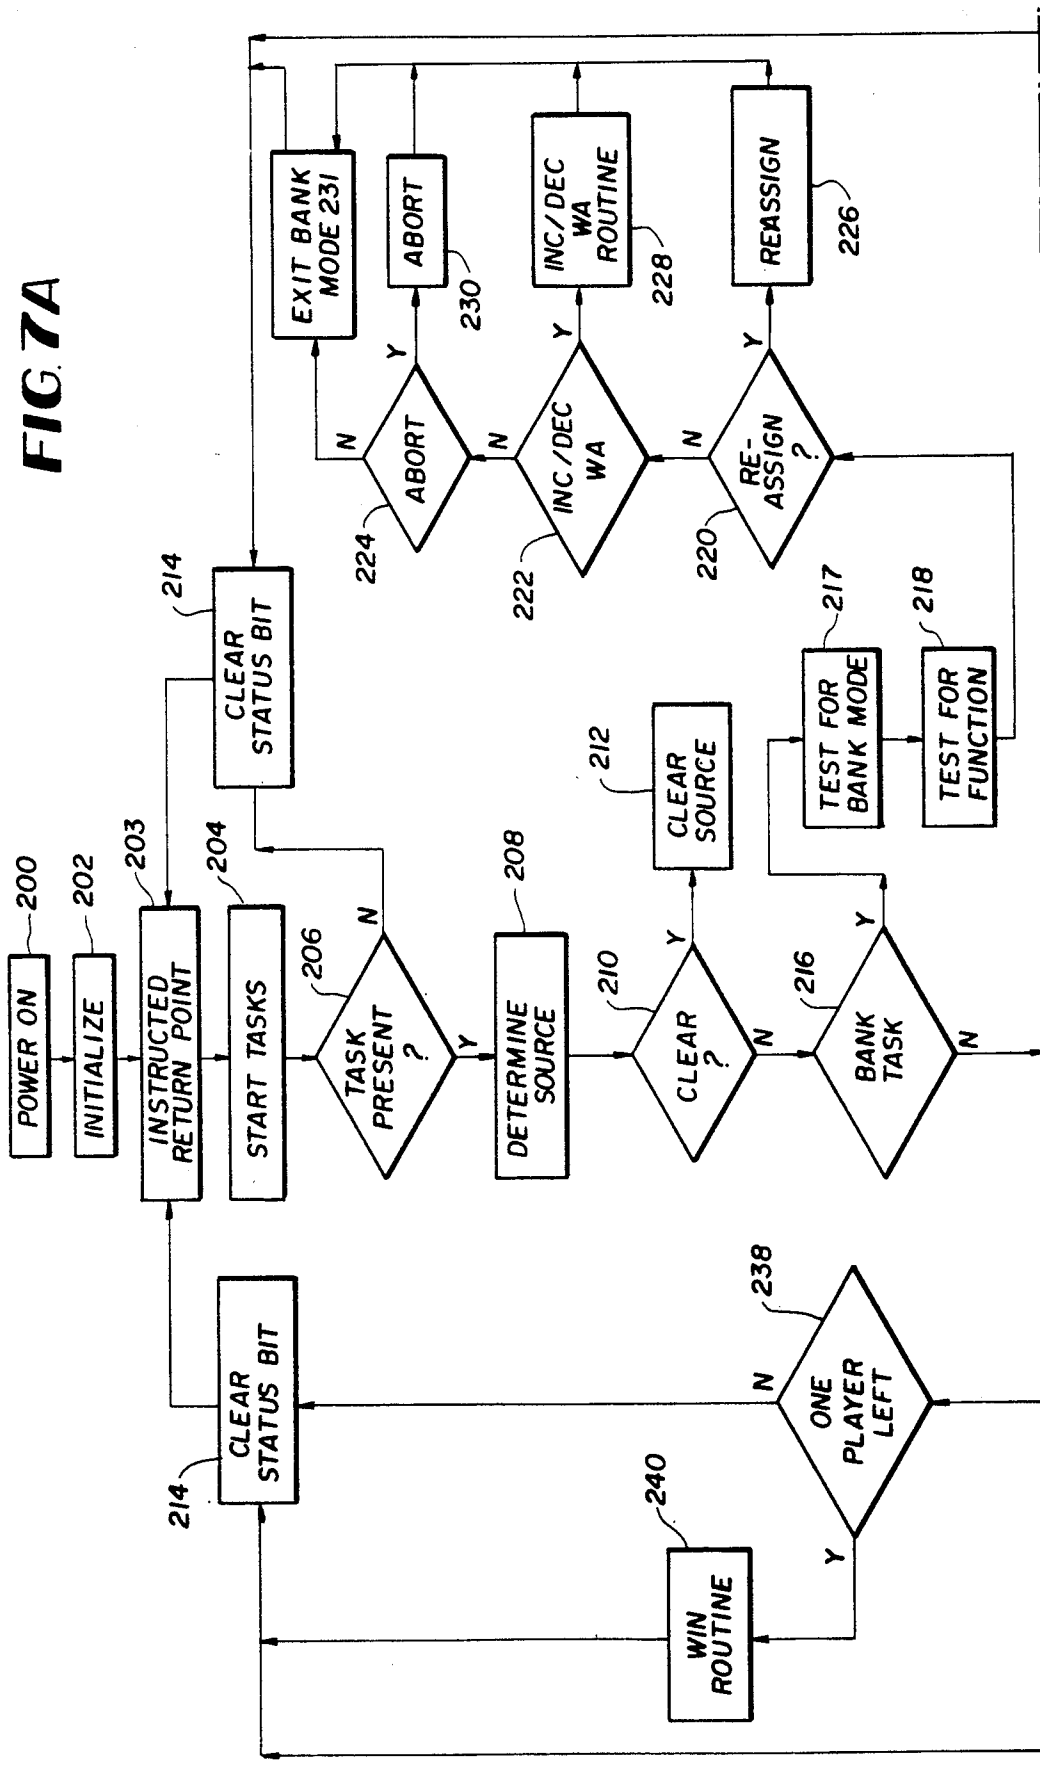 FIG. 7A
POWER ON
200
INITIALIZE
202
INSTRUCTED
RETURN POINT
203
START TASKS
204
TASK
PRESENT
?
206
N
Y
DETERMINE
SOURCE
208
CLEAR
?
210
Y
N
CLEAR
SOURCE
212
BANK
TASK
216
Y
N
CLEAR
STATUS BIT
214
CLEAR
STATUS BIT
214
WIN
ROUTINE
240
ONE
PLAYER
LEFT
238
N
Y
TEST FOR
BANK MODE
217
TEST FOR
FUNCTION
218
RE-
ASSIGN
?
220
N
Y
REASSIGN
226
INC/DEC
WA
222
N
Y
INC/DEC
WA
ROUTINE
228
ABORT
224
N
Y
ABORT
230
EXIT BANK
MODE 231